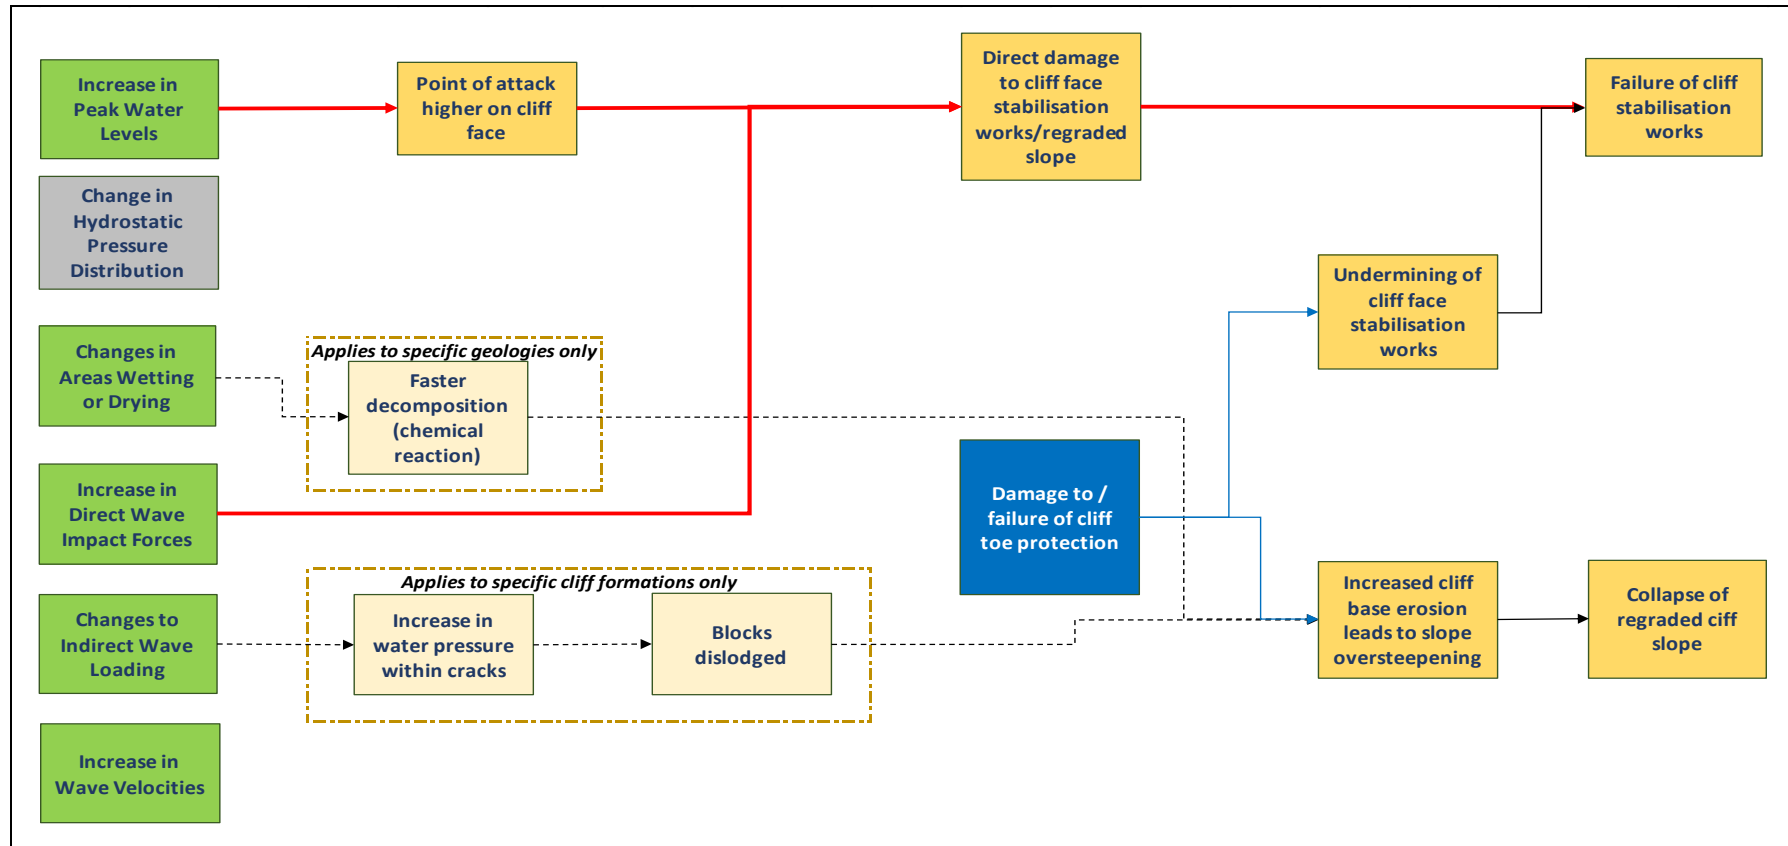 Increase in
Peak Water
Levels
Point of attack
higher on cliff
face
Direct damage
to cliff face
stabilisation
works/regraded
slope
Failure of cliff
stabilisation
works
Change in
Hydrostatic
Pressure
Distribution
Undermining of
cliff face
stabilisation
works
Changes in
Areas Wetting
or Drying
Applies to specific geologies only
Faster
decomposition
(chemical
reaction)
Increase in
Direct Wave
Impact Forces
Damage to /
failure of cliff
toe protection
Changes to
Indirect Wave
Loading
Applies to specific cliff formations only
Increase in
water pressure
within cracks
Blocks
dislodged
Increased cliff
base erosion
leads to slope
oversteepening
Collapse of
regraded ciff
slope
Increase in
Wave Velocities